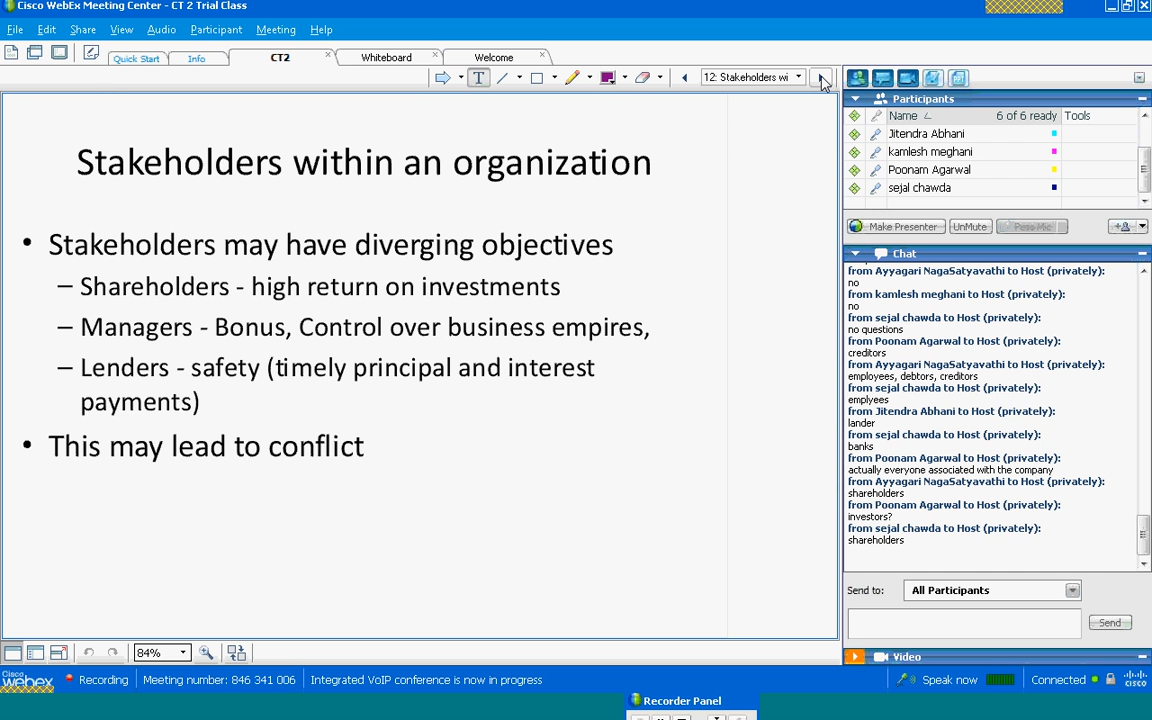 Cisco WebEx Meeting Center - CT 2 Trial Class
File Edit Share View Audio Participant Meeting Help
Quick Start Info CT2 Whiteboard Welcome
T 12: Stakeholders wi
Stakeholders within an organization
• Stakeholders may have diverging objectives
– Shareholders - high return on investments
– Managers - Bonus, Control over business empires,
– Lenders - safety (timely principal and interest
payments)
• This may lead to conflict
84%
Participants
Name 6 of 6 ready Tools
Jitendra Abhani
kamlesh meghani
Poonam Agarwal
sejal chawda
Make Presenter UnMute Pass Mic
Chat
from Ayyagari NagaSatyavathi to Host (privately):
no
from kamlesh meghani to Host (privately):
no
from sejal chawda to Host (privately):
no questions
from Poonam Agarwal to Host (privately):
creditors
from Ayyagari NagaSatyavathi to Host (privately):
employees, debtors, creditors
from sejal chawda to Host (privately):
emplyees
from Jitendra Abhani to Host (privately):
lander
from sejal chawda to Host (privately):
banks
from Poonam Agarwal to Host (privately):
actually everyone associated with the company
from Ayyagari NagaSatyavathi to Host (privately):
shareholders
from Poonam Agarwal to Host (privately):
investors?
from sejal chawda to Host (privately):
shareholders
Send to: All Participants
Send
Video
Cisco webex Recording Meeting number: 846 341 006 Integrated VoIP conference is now in progress Speak now Connected cisco
Recorder Panel